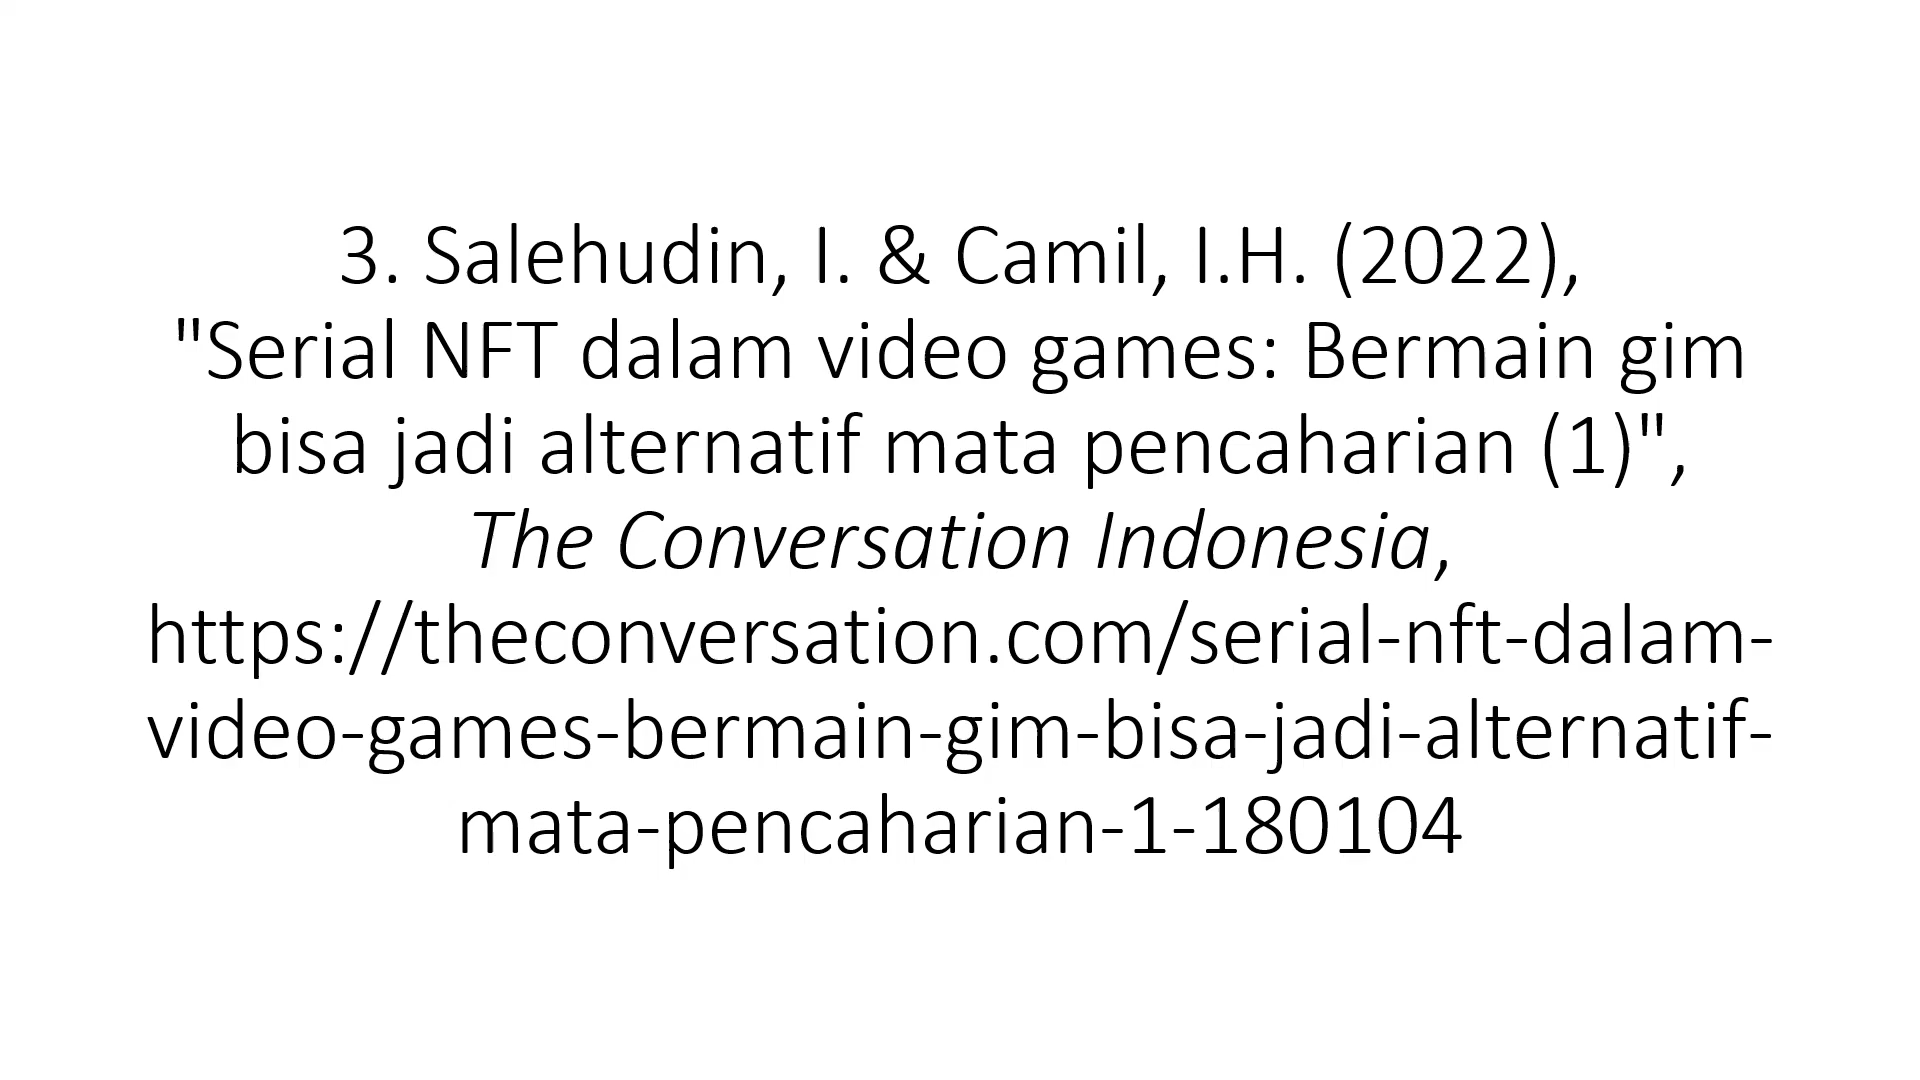 3. Salehudin, I. & Camil, I.H. (2022),
"Serial NFT dalam video games: Bermain gim
bisa jadi alternatif mata pencaharian (1)",
The Conversation Indonesia,
https://theconversation.com/serial-nft-dalam-
video-games-bermain-gim-bisa-jadi-alternatif-
mata-pencaharian-1-180104